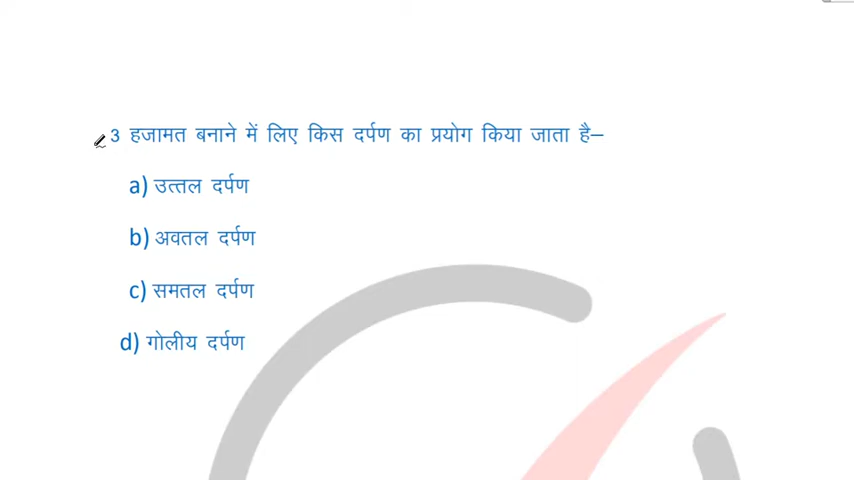 3 हजामत बनाने में लिए किस दर्पण का प्रयोग किया जाता है–
a) उत्तल दर्पण
b) अवतल दर्पण
c) समतल दर्पण
d) गोलीय दर्पण